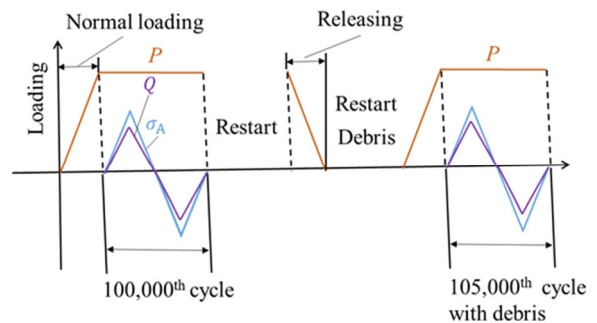 Normal loading
Releasing
P
P
Loading
Q
σA
Restart
Restart
Debris
100,000th cycle
105,000th cycle
with debris